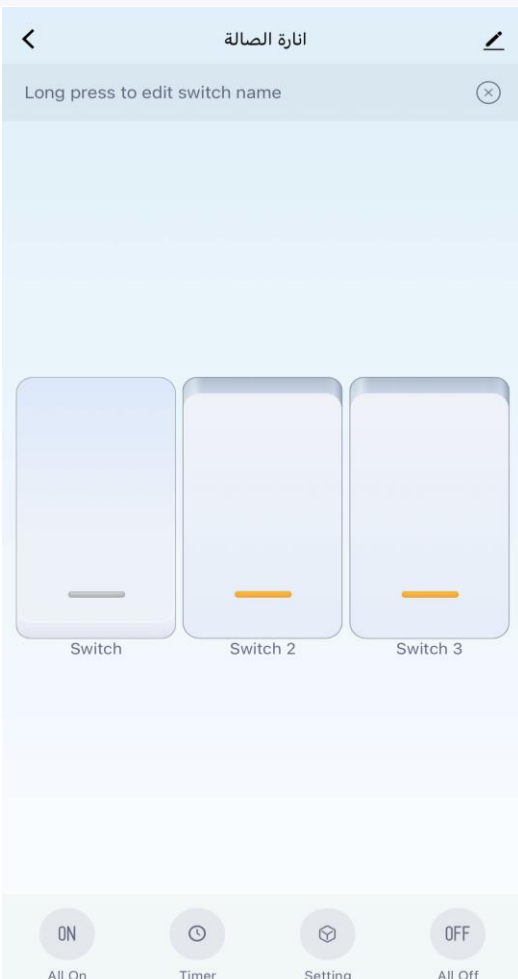 انارة الصالة
Long press to edit switch name
Switch
Switch 2
Switch 3
ON
OFF
All On
Timer
Setting
All Off